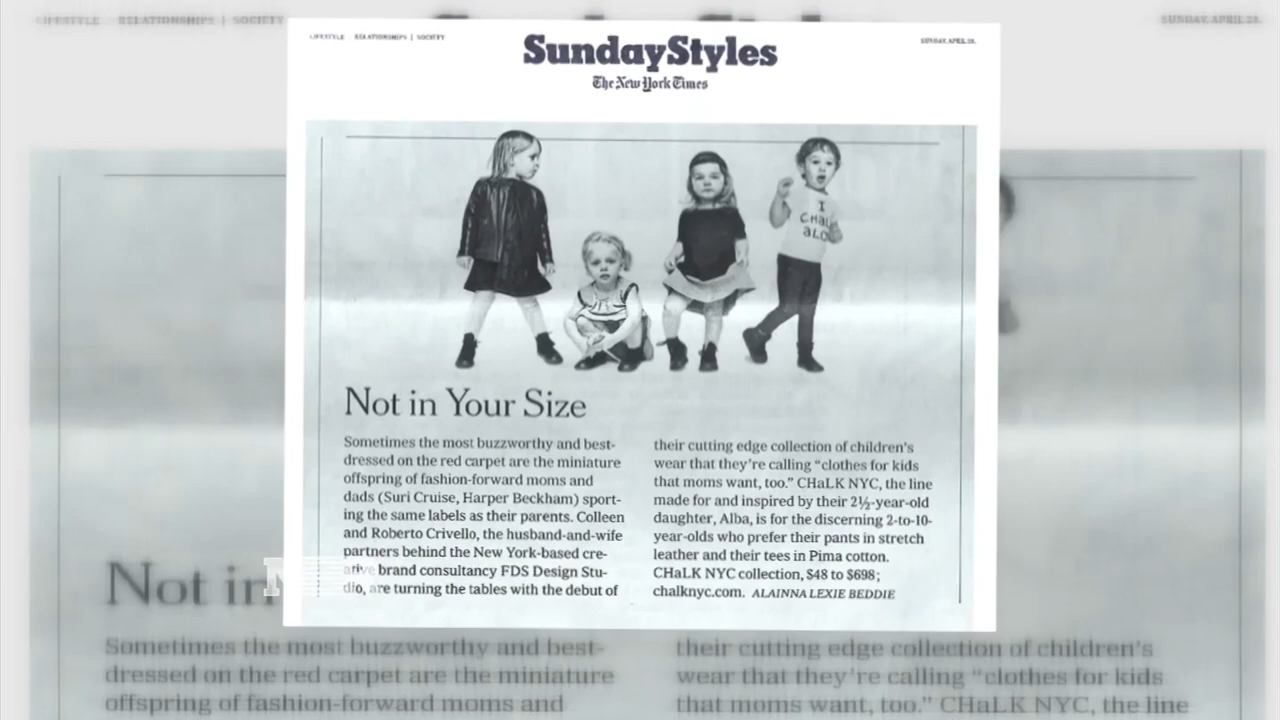 LIFESTYLE RELATIONSHIPS | SOCIETY
SUNDAY, APRIL 28.
LIFESTYLE RELATIONSHIPS | SOCIETY
SUNDAY, APRIL 28.
SundayStyles
The New York Times
I
CHaL
aLO
Not in Your Size
Sometimes the most buzzworthy and best-
dressed on the red carpet are the miniature
offspring of fashion-forward moms and
dads (Suri Cruise, Harper Beckham) sport-
ing the same labels as their parents. Colleen
and Roberto Crivello, the husband-and-wife
partners behind the New York-based cre-
ative brand consultancy FDS Design Stu-
dio, are turning the tables with the debut of
their cutting edge collection of children's
wear that they're calling "clothes for kids
that moms want, too." CHaLK NYC, the line
made for and inspired by their 2½-year-old
daughter, Alba, is for the discerning 2-to-10-
year-olds who prefer their pants in stretch
leather and their tees in Pima cotton.
CHaLK NYC collection, $48 to $698;
chalknyc.com. ALAINNA LEXIE BEDDIE
Not in
Sometimes the most buzzworthy and best-
dressed on the red carpet are the miniature
offspring of fashion-forward moms and
their cutting edge collection of children's
wear that they're calling "clothes for kids
that moms want, too." CHaLK NYC, the line